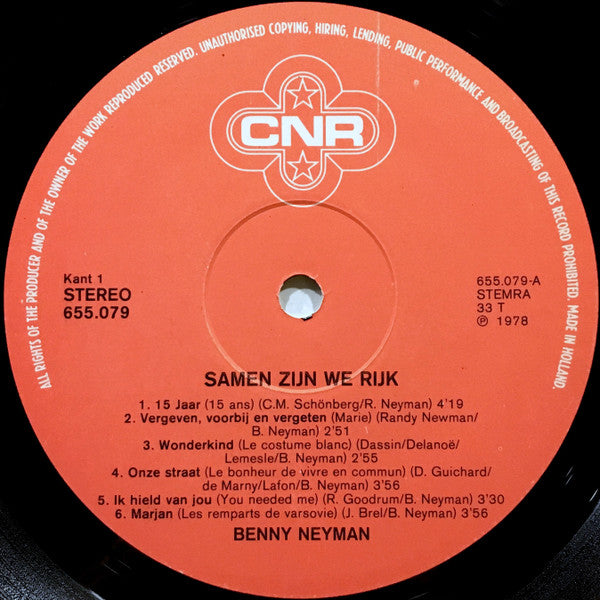 ALL RIGHTS OF THE PRODUCER AND OF THE OWNER OF THE WORK REPRODUCED RESERVED. UNAUTHORISED COPYING, HIRING, LENDING, PUBLIC PERFORMANCE AND BROADCASTING OF THIS RECORD PROHIBITED. MADE IN HOLLAND.
CNR
Kant 1
STEREO
655.079
655.079-A
STEMRA
33 T
℗ 1978
SAMEN ZIJN WE RIJK
1. 15 Jaar (15 ans) (C.M. Schönberg/R. Neyman) 4'19
2. Vergeven, voorbij en vergeten (Marie) (Randy Newman/
B. Neyman) 2'51
3. Wonderkind (Le costume blanc) (Dassin/Delanoë/
Lemesle/B. Neyman) 2'55
4. Onze straat (Le bonheur de vivre en commun) (D. Guichard/
de Marny/Lafon/B. Neyman) 3'56
5. Ik hield van jou (You needed me) (R. Goodrum/B. Neyman) 3'30
6. Marjan (Les remparts de varsovie) (J. Brel/B. Neyman) 3'56
BENNY NEYMAN